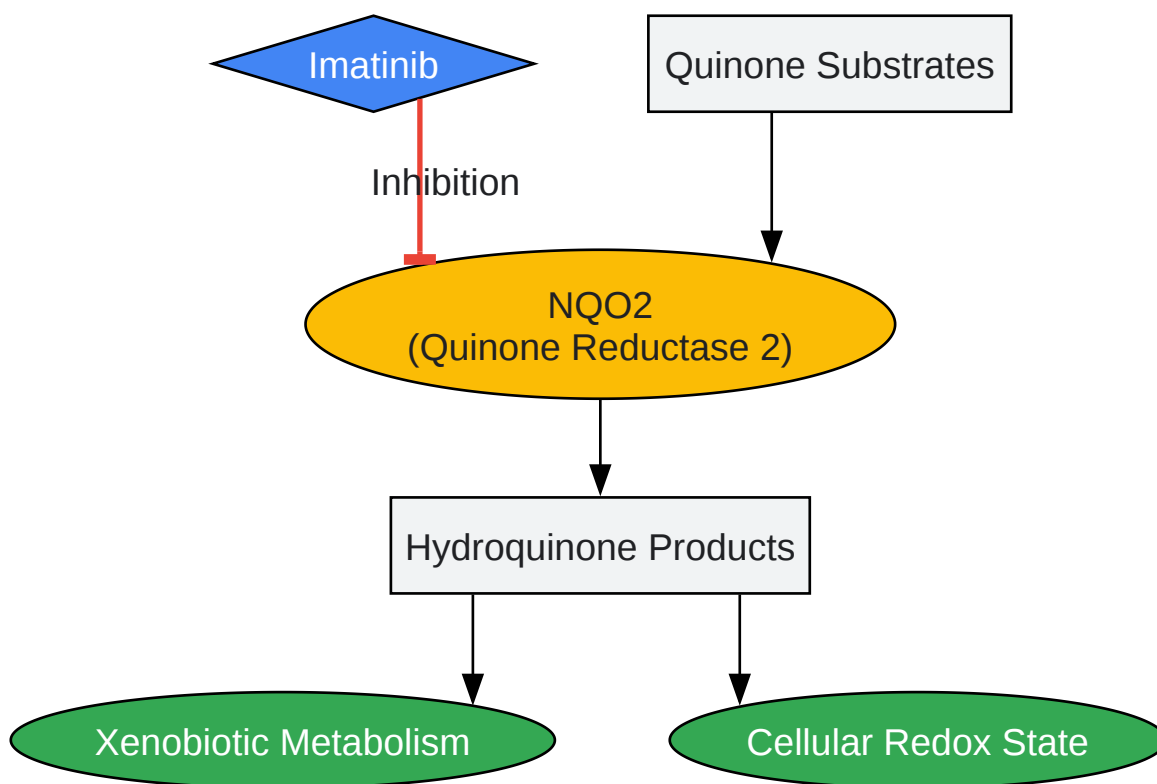 Imatinib
Quinone Substrates
Inhibition
NQO2
(Quinone Reductase 2)
Hydroquinone Products
Xenobiotic Metabolism
Cellular Redox State